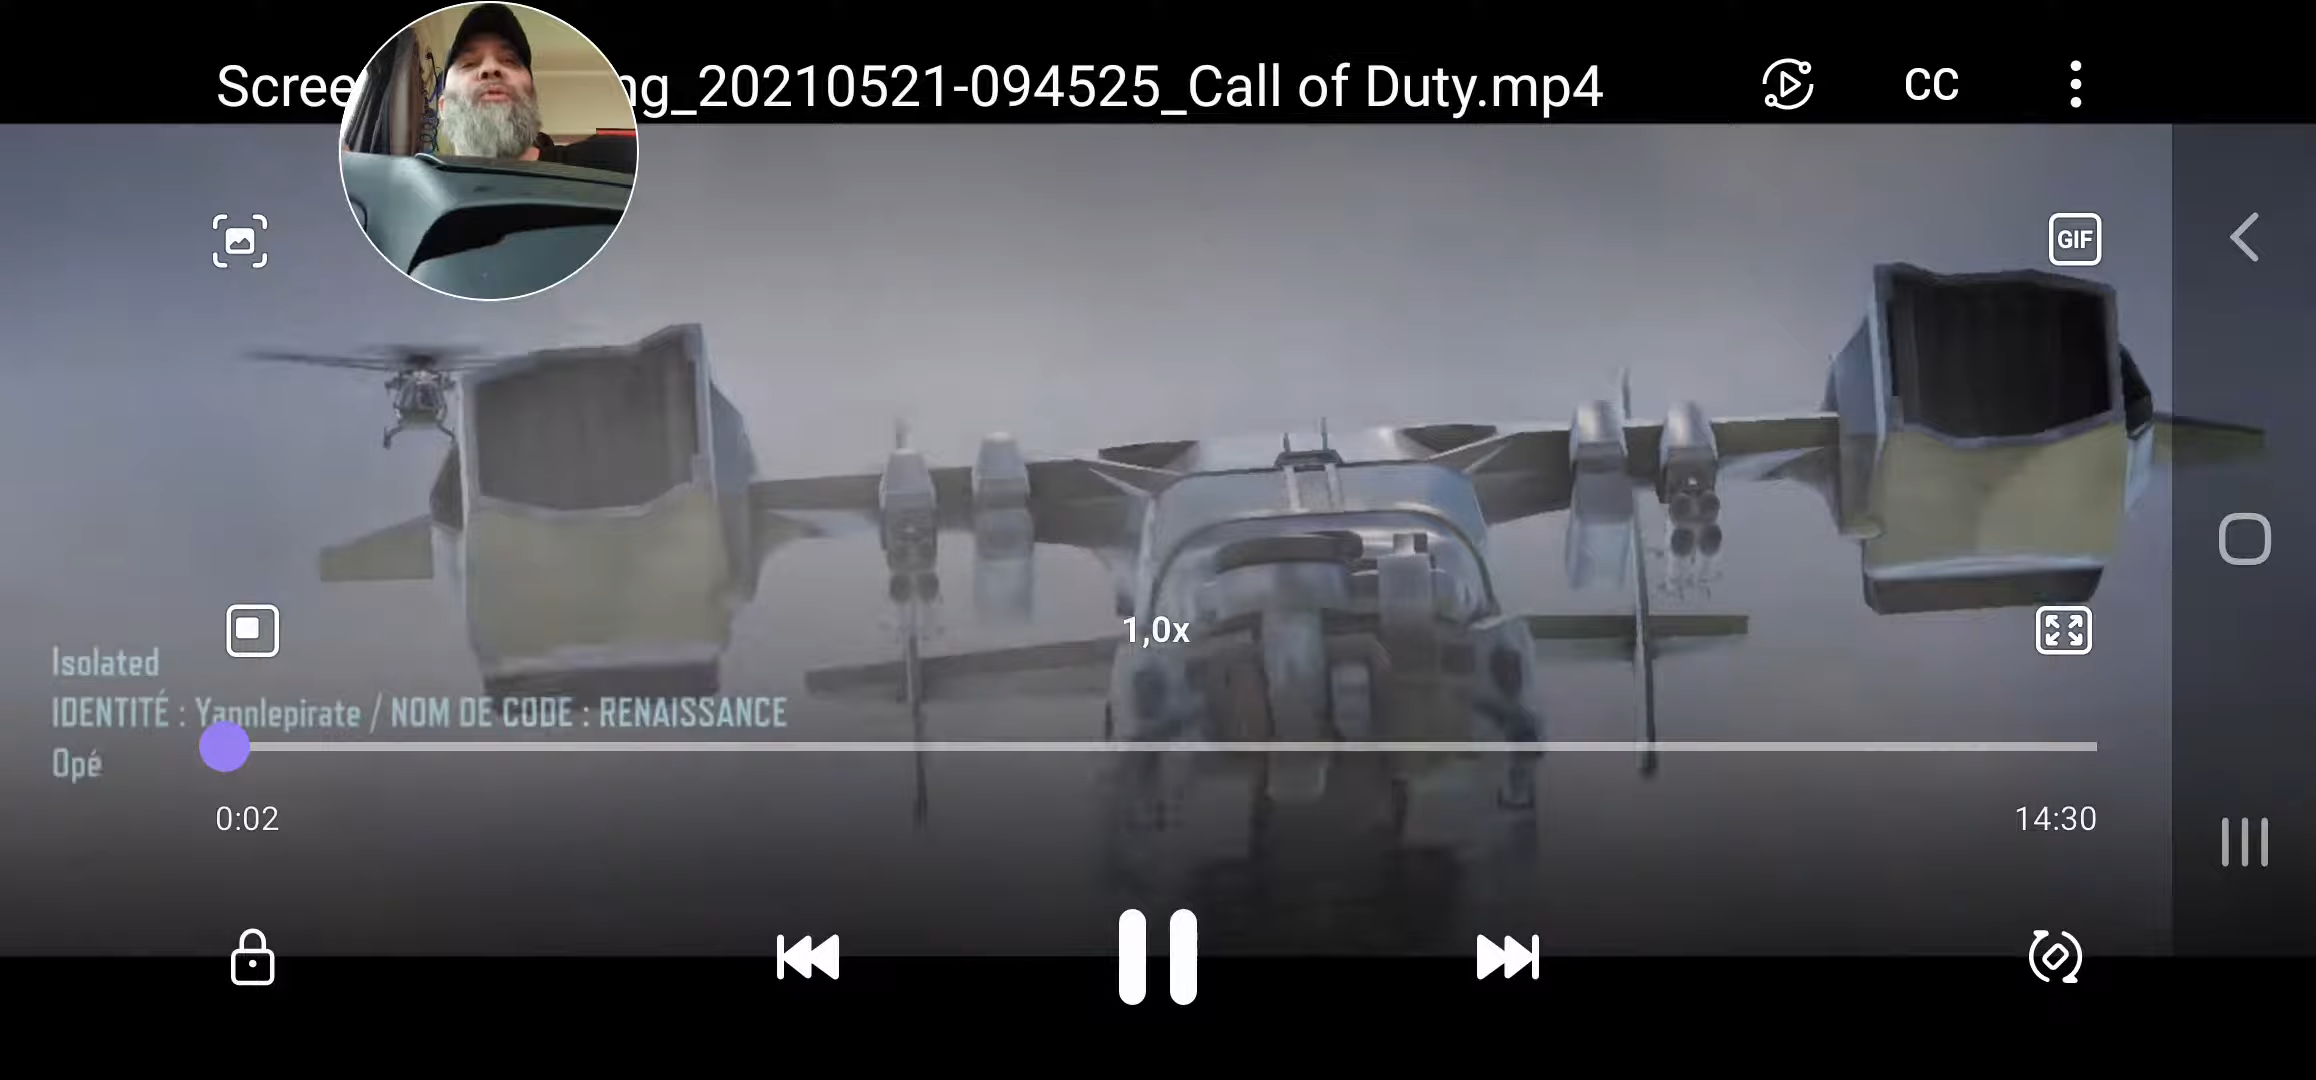 Scree ng_20210521-094525_Call of Duty.mp4
CC
GIF
1,0x
Isolated
IDENTITÉ : Yannlepirate / NOM DE CODE : RENAISSANCE
Opé
0:02
14:30